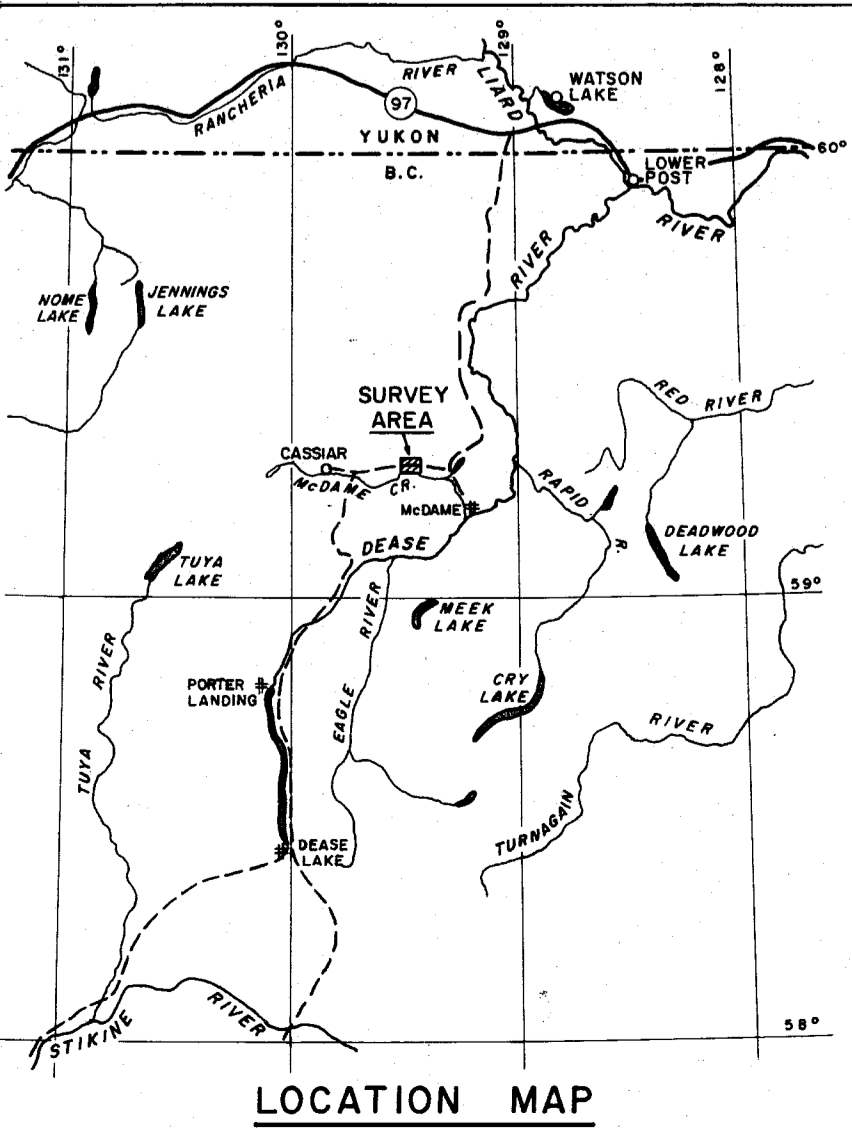 131°
130°
129°
128°
RANCHERIA
RIVER
LIARD
WATSON
LAKE
97
YUKON
60°
B.C.
LOWER
POST
RIVER
RIVER
NOME
LAKE
JENNINGS
LAKE
SURVEY
AREA
RED RIVER
CASSIAR
McDAME
CR.
McDAME
RAPID
R.
DEASE
DEADWOOD
LAKE
TUYA
LAKE
59°
MEEK
LAKE
RIVER
EAGLE
RIVER
TUYA
PORTER
LANDING
CRY
LAKE
RIVER
TURNAGAIN
DEASE
LAKE
STIKINE
RIVER
58°
LOCATION MAP